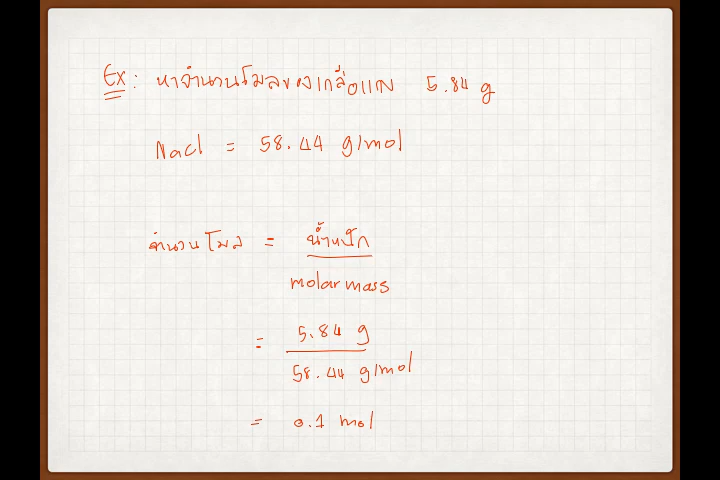 Ex : หาจำนวนโมลของเกลือแกง 5.84 g
NaCl = 58.44 g/mol
จำนวนโมล = น้ำหนัก
molar mass
= 5.84 g
58.44 g/mol
= 0.1 mol